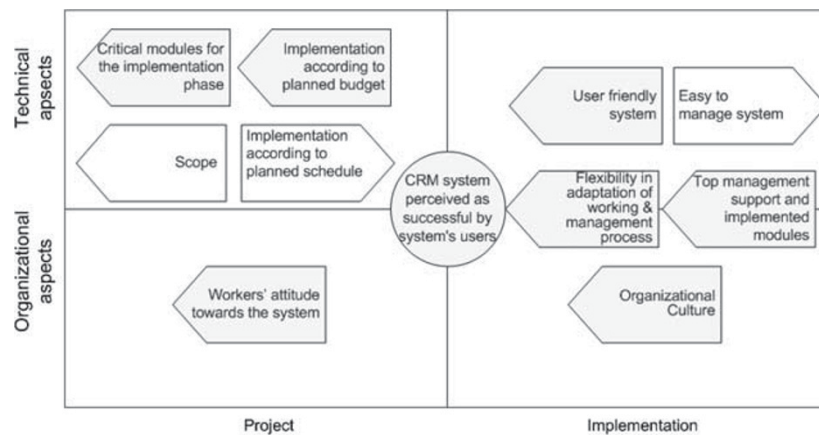 Technical
apsects
Critical modules for
the implementation
phase
Implementation
according to
planned budget
Scope
Implementation
according to
planned schedule
User friendly
system
Easy to
manage system
CRM system
perceived as
successful by
system's users
Flexibility in
adaptation of
working &
management
process
Top management
support and
implemented
modules
Organizational
aspects
Workers' attitude
towards the system
Organizational
Culture
Project
Implementation